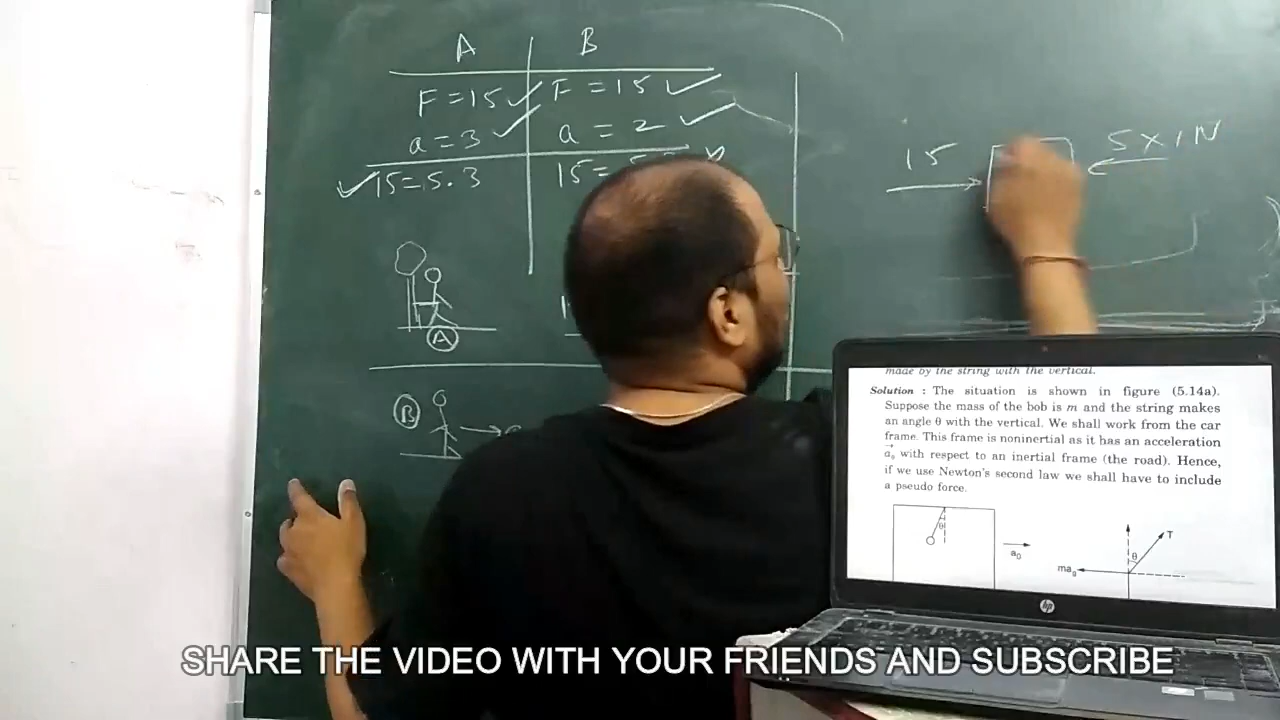 A B
F = 15 F = 15
a = 3 a = 2
15 = 5.3 15 =
A
B
15
5 X 1 N
made by the string with the vertical.
Solution : The situation is shown in figure (5.14a).
Suppose the mass of the bob is m and the string makes
an angle θ with the vertical. We shall work from the car
frame. This frame is noninertial as it has an acceleration
a₀ with respect to an inertial frame (the road). Hence,
if we use Newton's second law we shall have to include
a pseudo force.
θ
a₀
T
θ
ma₀
hp
SHARE THE VIDEO WITH YOUR FRIENDS AND SUBSCRIBE